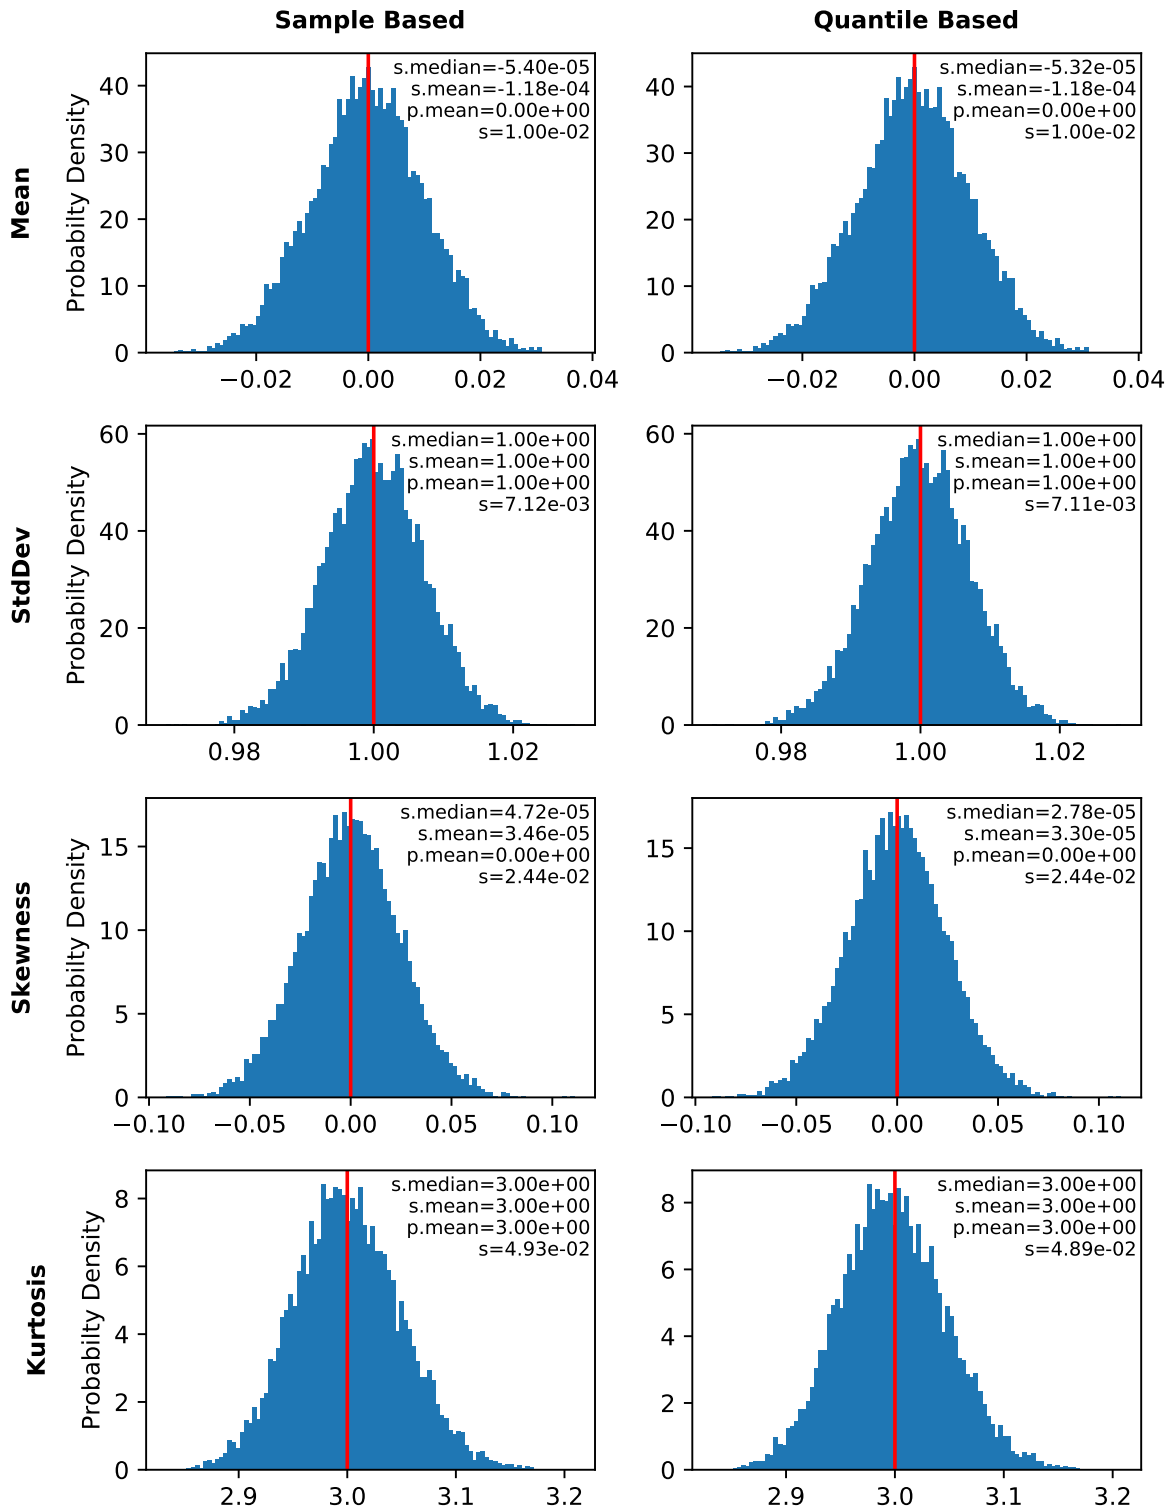 Sample Based
Quantile Based
Mean
Probabilty Density
40
30
20
10
0
−0.02
0.00
0.02
0.04
s.median=-5.40e-05
s.mean=-1.18e-04
p.mean=0.00e+00
s=1.00e-02
40
30
20
10
0
−0.02
0.00
0.02
0.04
s.median=-5.32e-05
s.mean=-1.18e-04
p.mean=0.00e+00
s=1.00e-02
StdDev
Probabilty Density
60
40
20
0
0.98
1.00
1.02
s.median=1.00e+00
s.mean=1.00e+00
p.mean=1.00e+00
s=7.12e-03
60
40
20
0
0.98
1.00
1.02
s.median=1.00e+00
s.mean=1.00e+00
p.mean=1.00e+00
s=7.11e-03
Skewness
Probabilty Density
15
10
5
0
−0.10
−0.05
0.00
0.05
0.10
s.median=4.72e-05
s.mean=3.46e-05
p.mean=0.00e+00
s=2.44e-02
15
10
5
0
−0.10
−0.05
0.00
0.05
0.10
s.median=2.78e-05
s.mean=3.30e-05
p.mean=0.00e+00
s=2.44e-02
Kurtosis
Probabilty Density
8
6
4
2
0
2.9
3.0
3.1
3.2
s.median=3.00e+00
s.mean=3.00e+00
p.mean=3.00e+00
s=4.93e-02
8
6
4
2
0
2.9
3.0
3.1
3.2
s.median=3.00e+00
s.mean=3.00e+00
p.mean=3.00e+00
s=4.89e-02